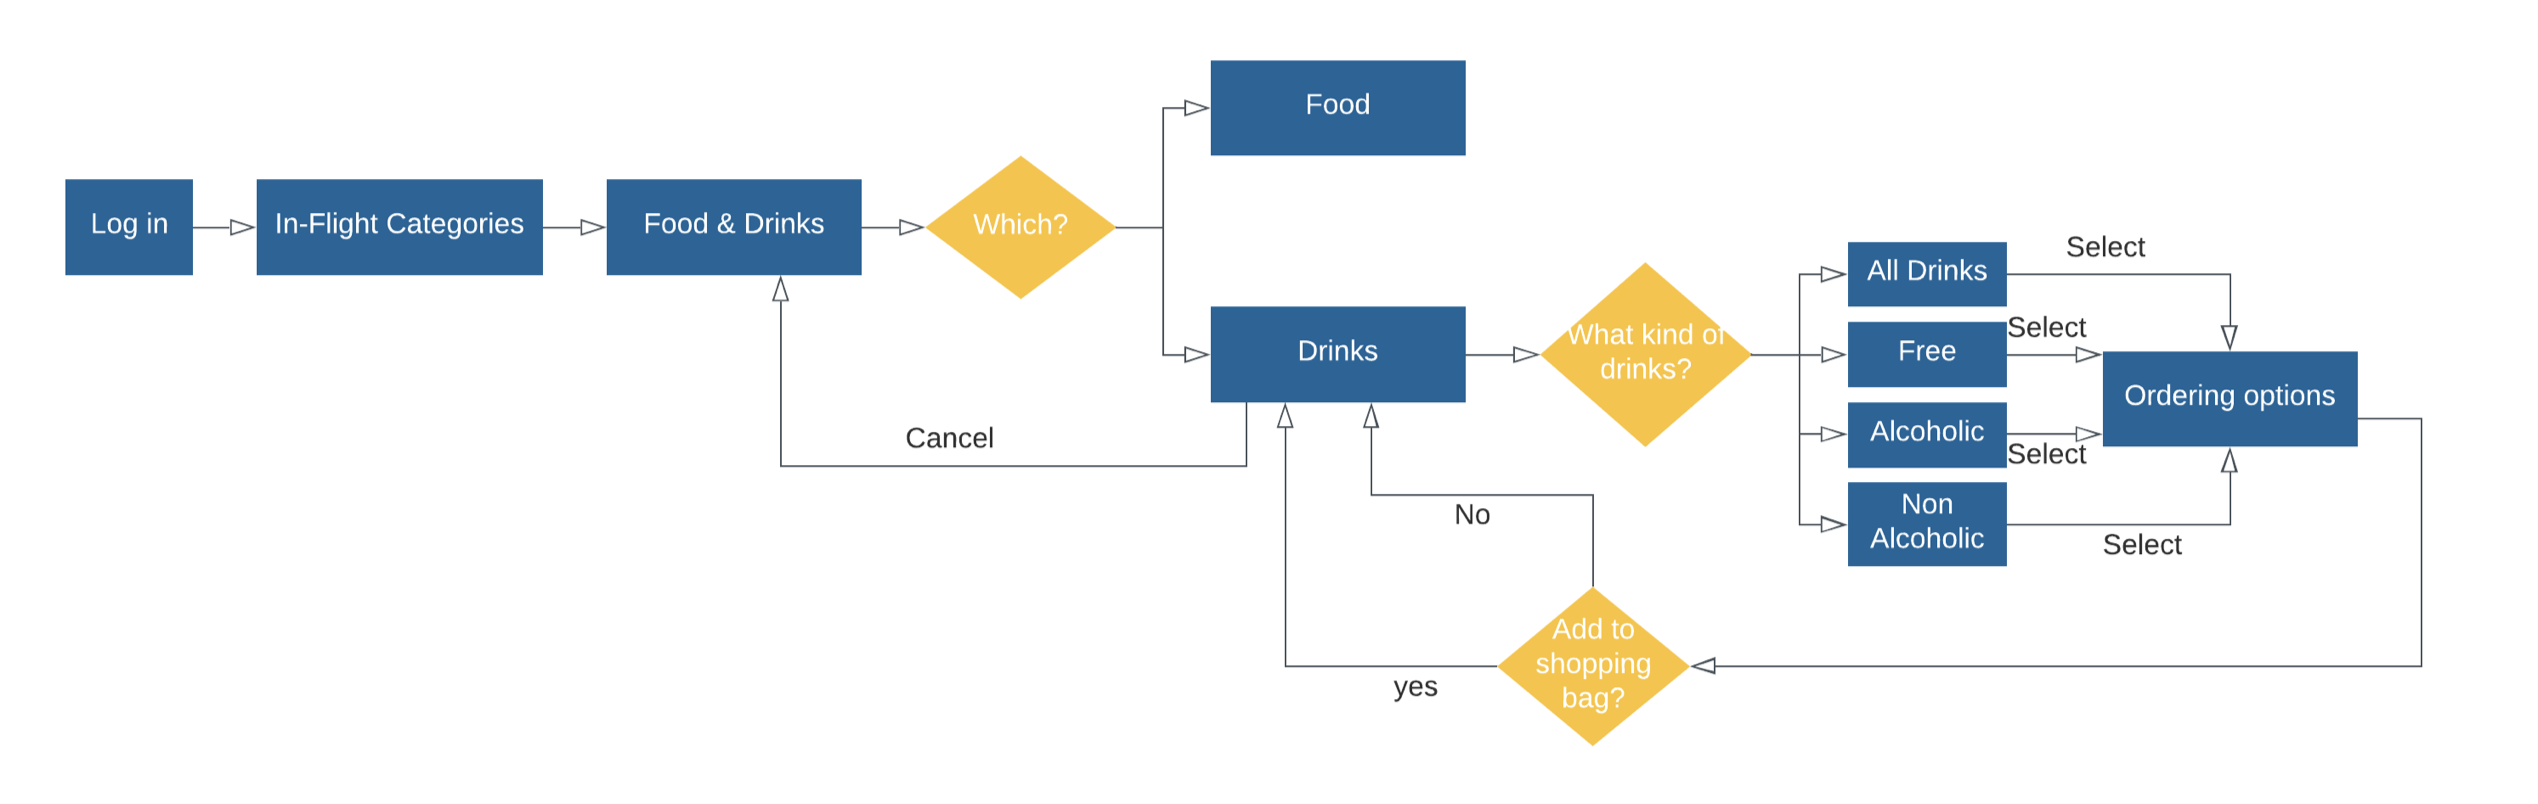 Food
Log in
In-Flight Categories
Food & Drinks
Which?
Drinks
Cancel
What kind of
drinks?
All Drinks
Select
Free
Select
Alcoholic
Select
Non
Alcoholic
Select
Ordering options
No
Add to
shopping
bag?
yes